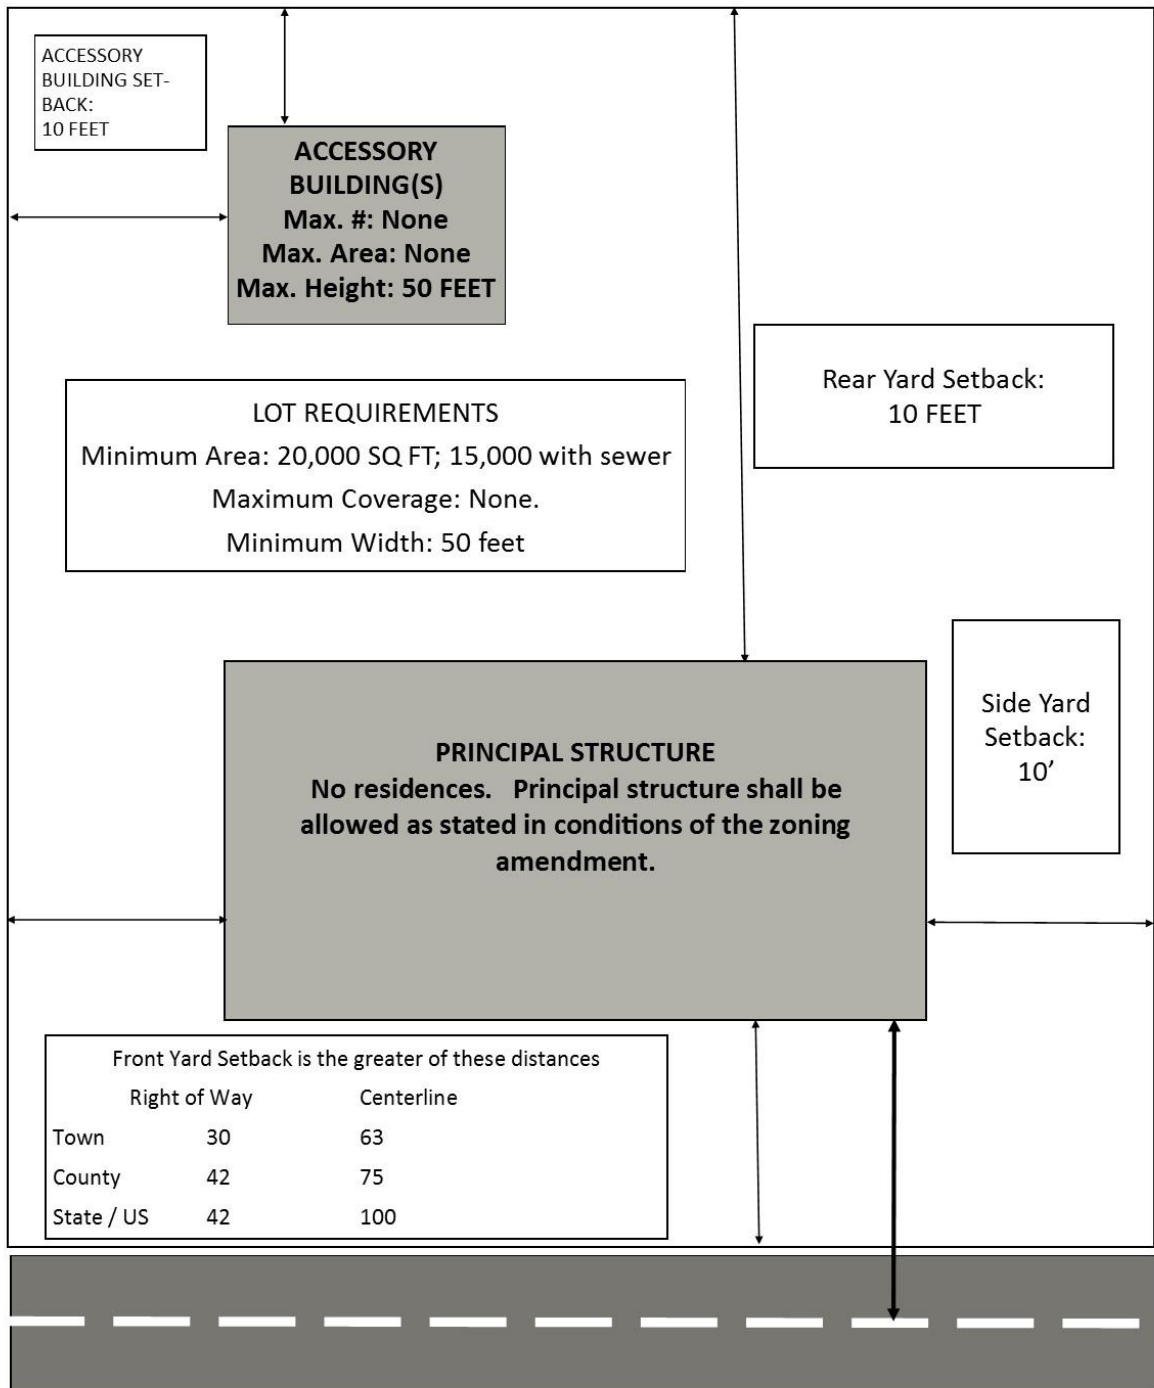 ACCESSORY
BUILDING SET-
BACK:
10 FEET
ACCESSORY
BUILDING(S)
Max. #: None
Max. Area: None
Max. Height: 50 FEET
Rear Yard Setback:
10 FEET
LOT REQUIREMENTS
Minimum Area: 20,000 SQ FT; 15,000 with sewer
Maximum Coverage: None.
Minimum Width: 50 feet
Side Yard
Setback:
10’
PRINCIPAL STRUCTURE
No residences.   Principal structure shall be
allowed as stated in conditions of the zoning
amendment.
Front Yard Setback is the greater of these distances
Right of Way Centerline
Town 30 63
County 42 75
State / US 42 100